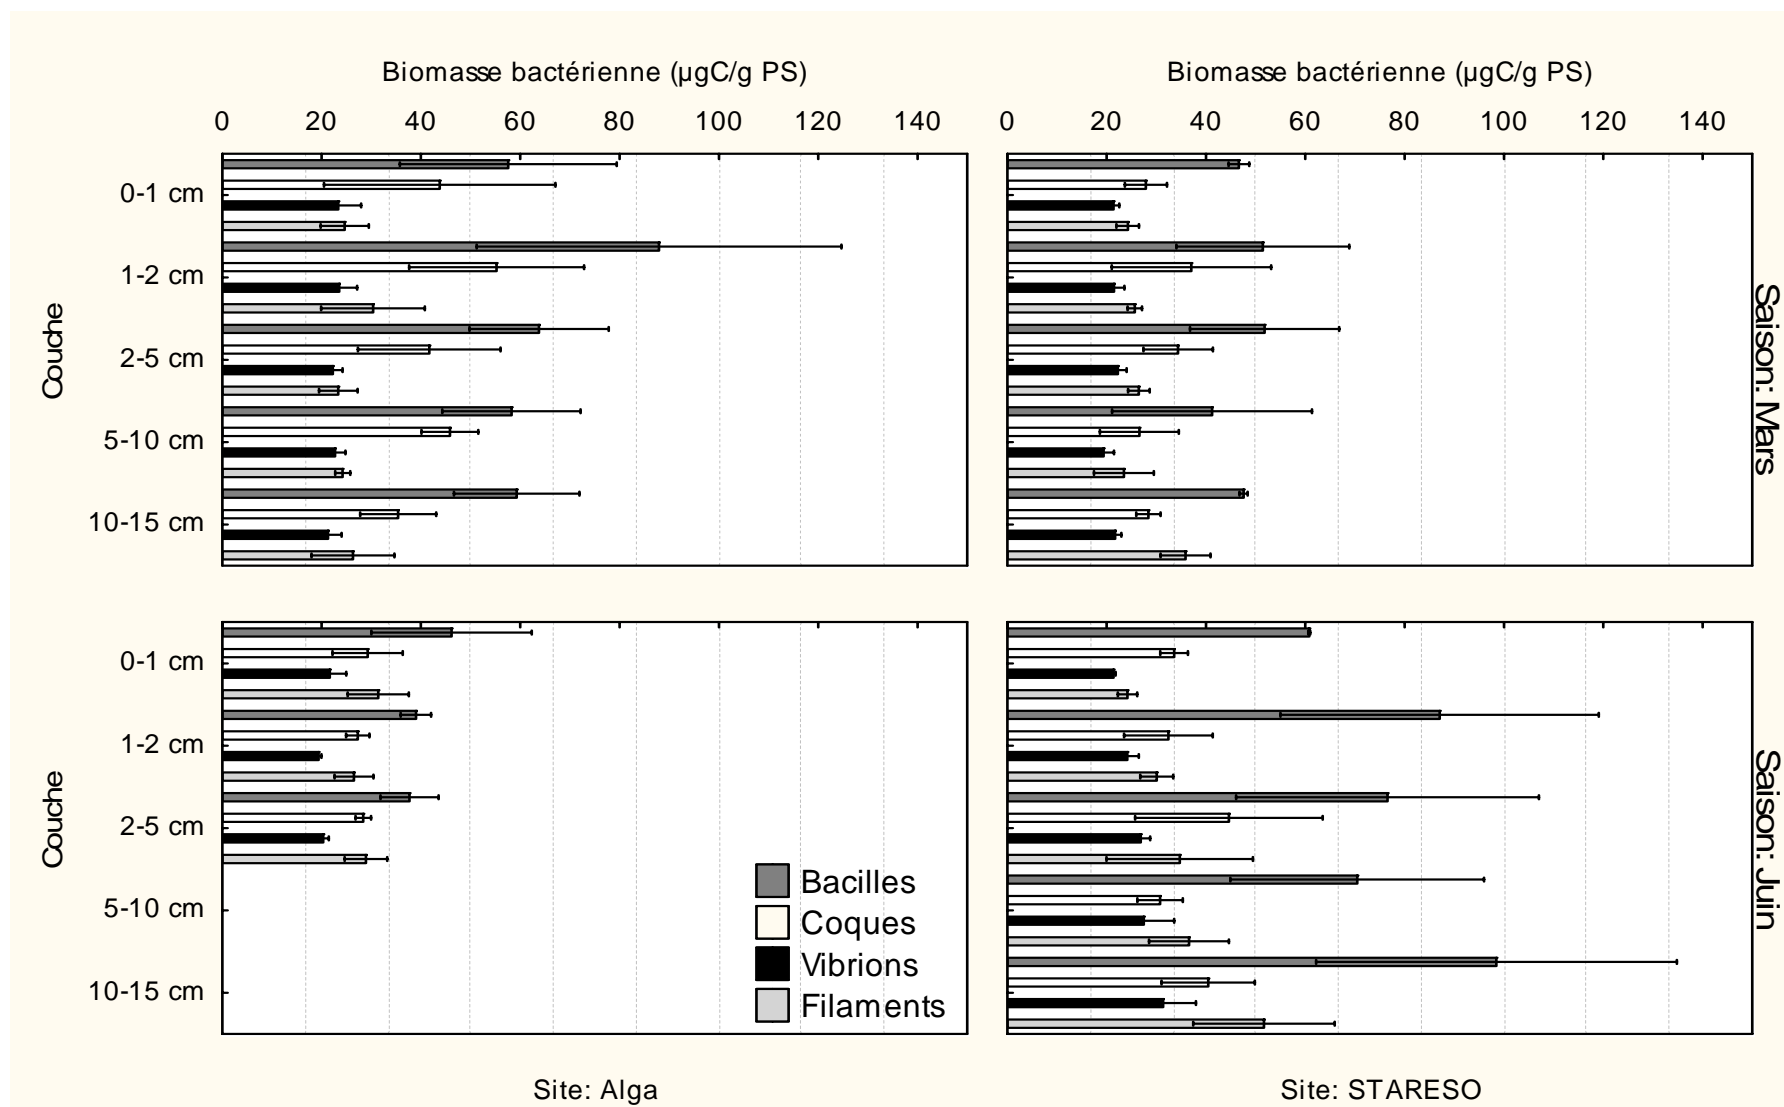 Biomasse bactérienne (µgC/g PS)
Biomasse bactérienne (µgC/g PS)
0 20 40 60 80 100 120 140
0 20 40 60 80 100 120 140
Couche
0-1 cm
1-2 cm
2-5 cm
5-10 cm
10-15 cm
Saison: Mars
Couche
0-1 cm
1-2 cm
2-5 cm
5-10 cm
10-15 cm
Bacilles
Coques
Vibrions
Filaments
Saison: Juin
Site: Alga
Site: STARESO